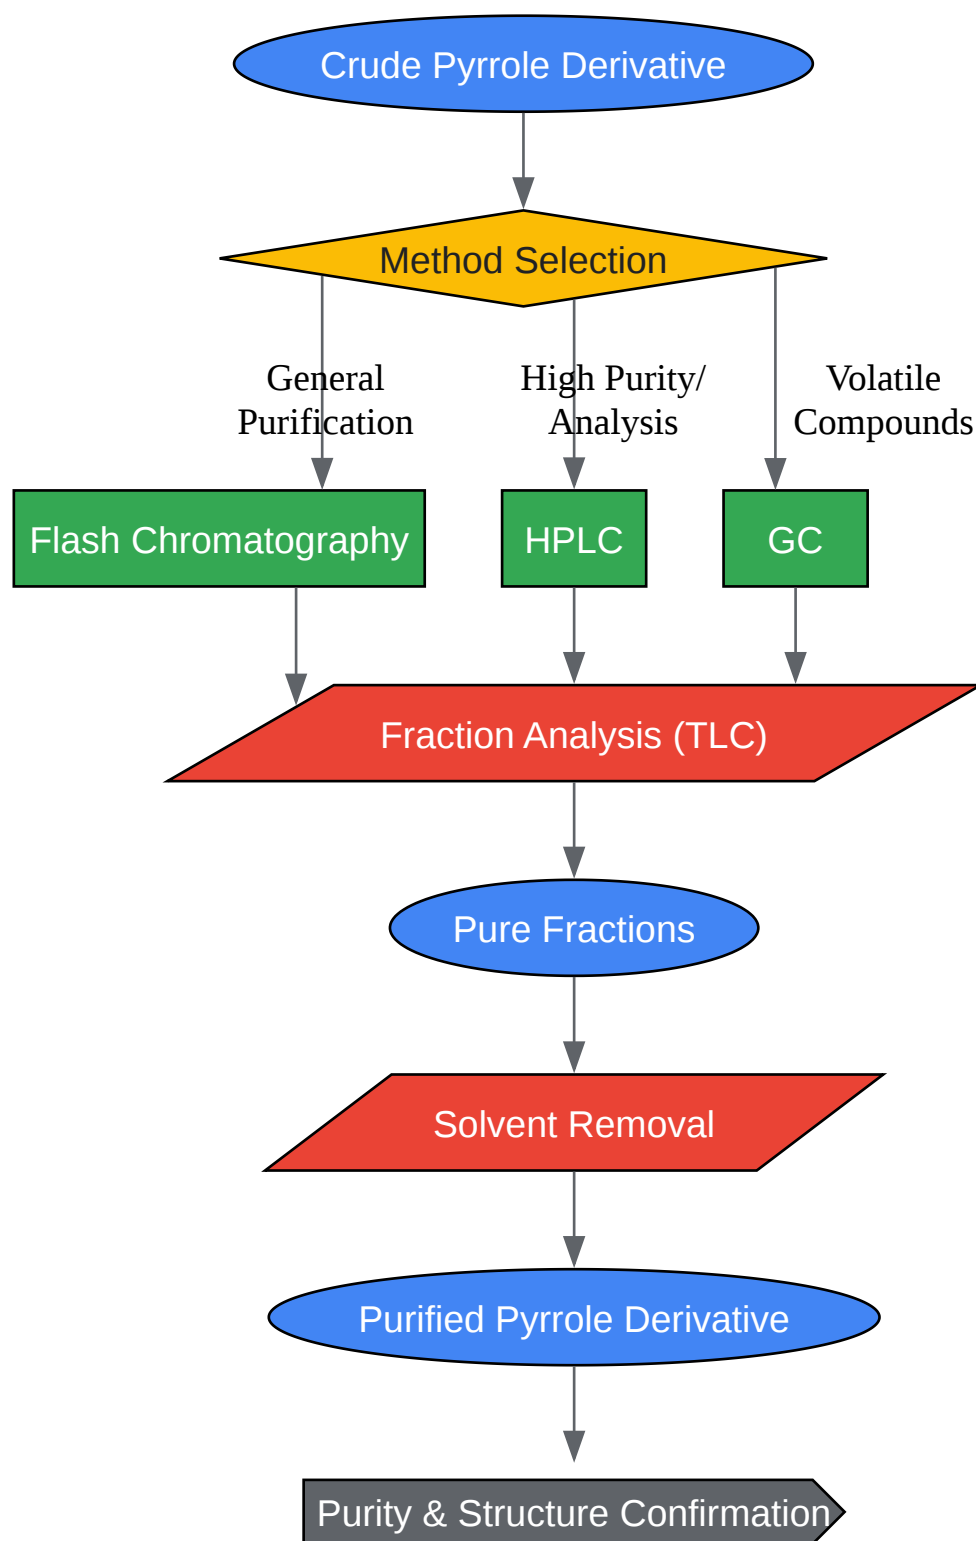 Crude Pyrrole Derivative
Method Selection
General
Purification
High Purity/
Analysis
Volatile
Compounds
Flash Chromatography
HPLC
GC
Fraction Analysis (TLC)
Pure Fractions
Solvent Removal
Purified Pyrrole Derivative
Purity & Structure Confirmation